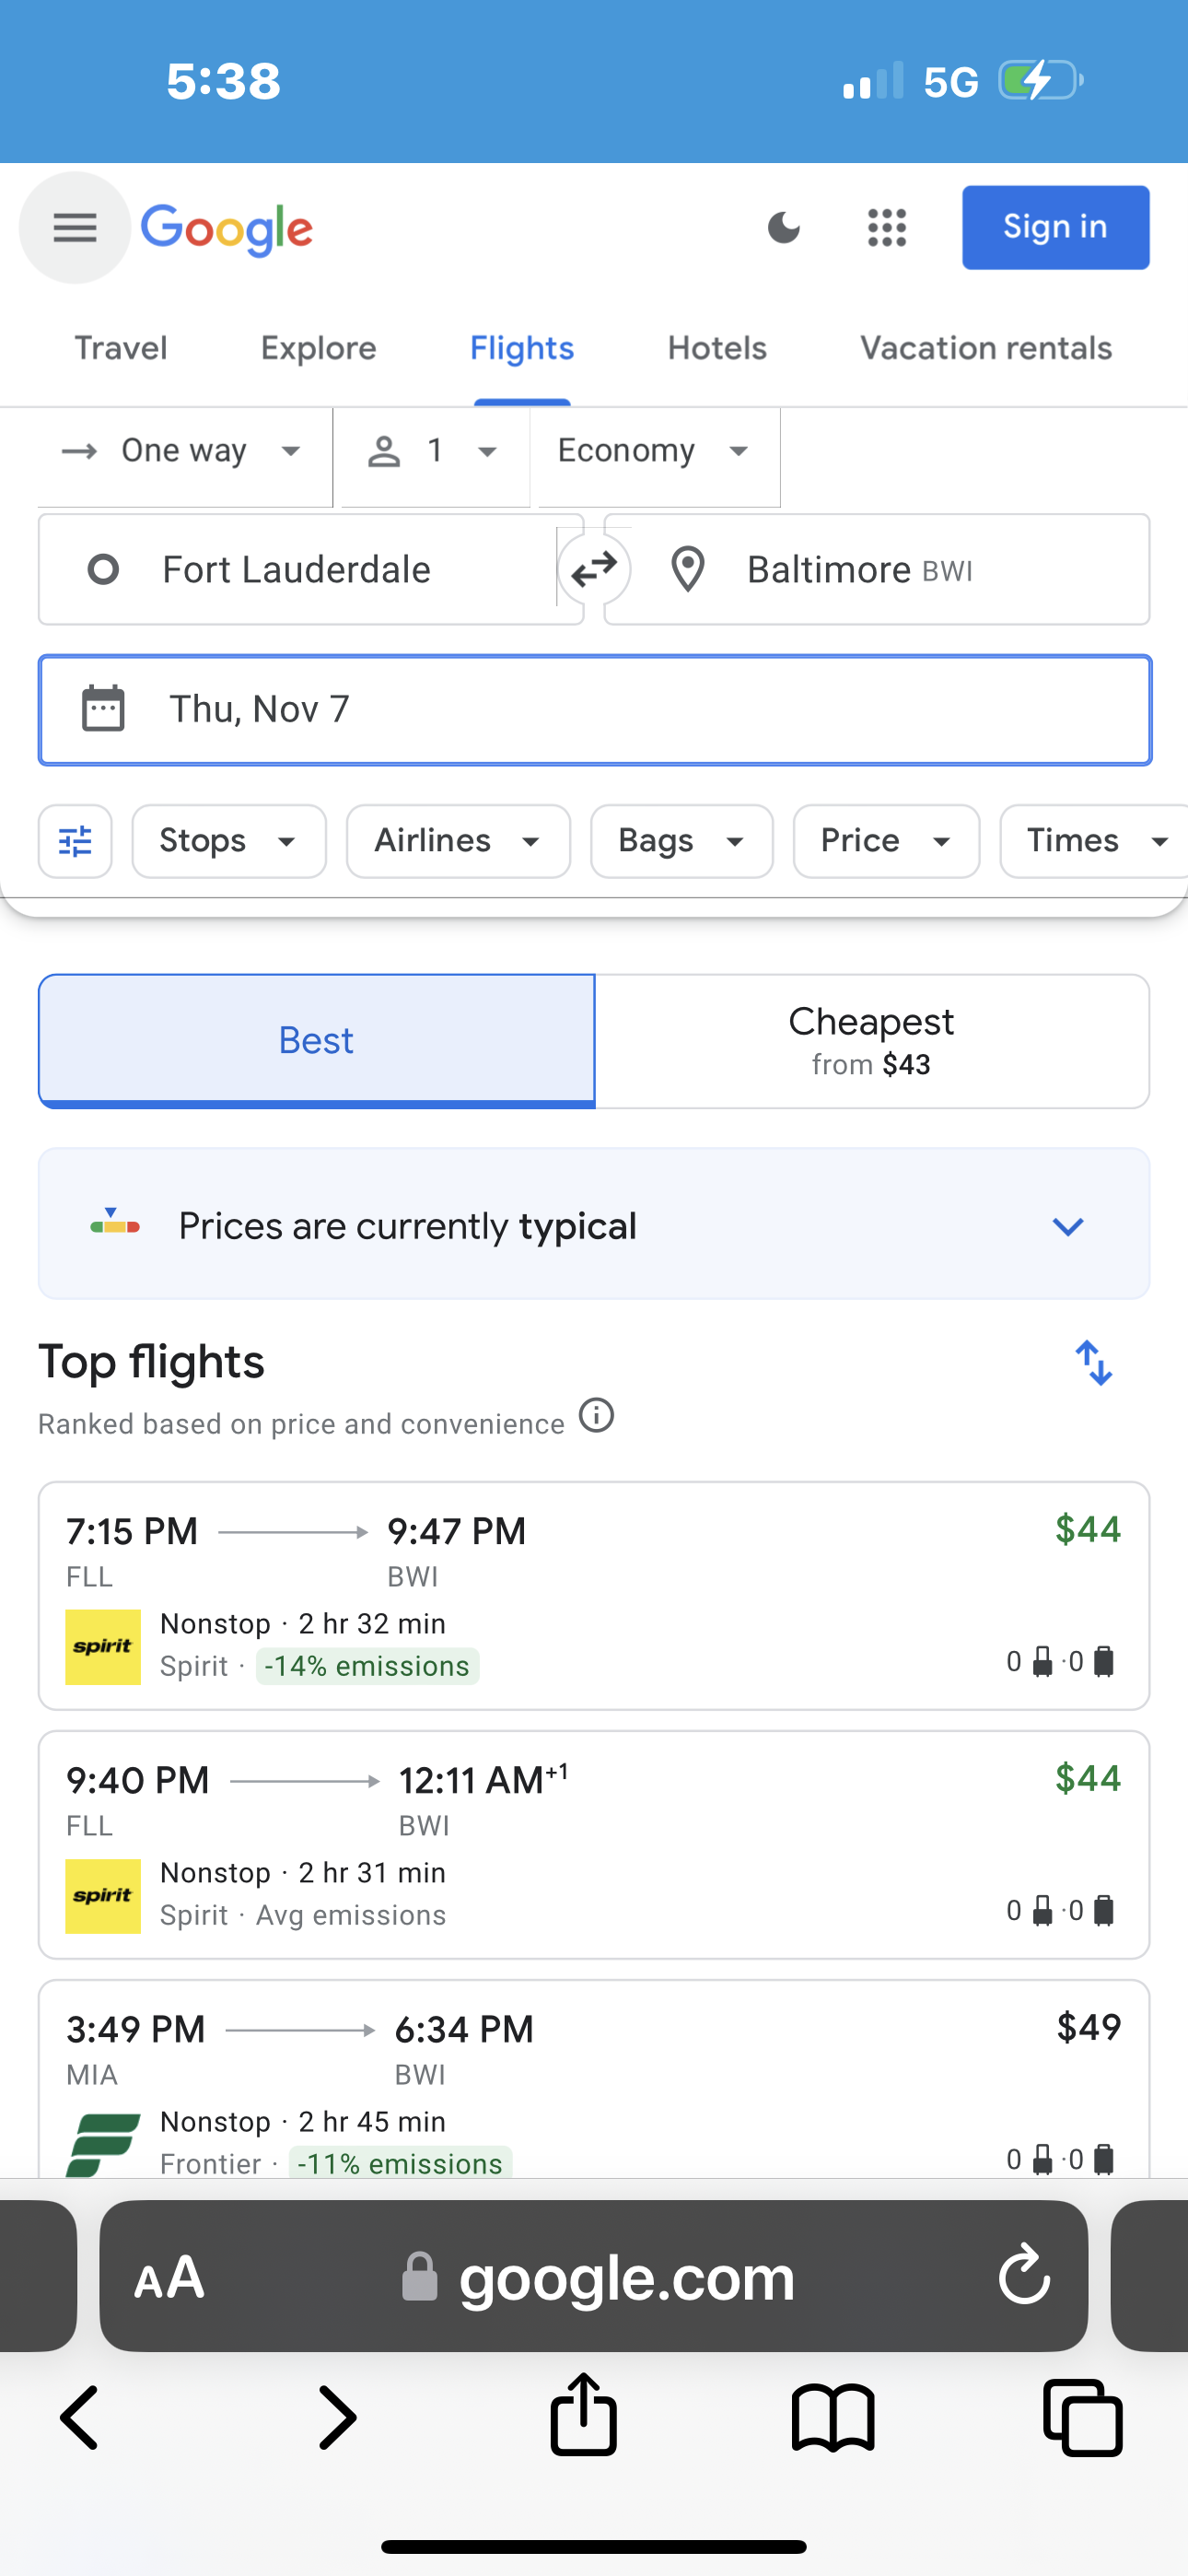 5:38 5G
Google Sign in
Travel Explore Flights Hotels Vacation rentals
One way 1 Economy
Fort Lauderdale Baltimore BWI
Thu, Nov 7
Stops Airlines Bags Price Times
Best Cheapest
from $43
Prices are currently typical
Top flights
Ranked based on price and convenience
7:15 PM 9:47 PM $44
FLL BWI
spirit Nonstop · 2 hr 32 min
Spirit · -14% emissions 0 · 0
9:40 PM 12:11 AM+1 $44
FLL BWI
spirit Nonstop · 2 hr 31 min
Spirit · Avg emissions 0 · 0
3:49 PM 6:34 PM $49
MIA BWI
Nonstop · 2 hr 45 min
Frontier · -11% emissions 0 · 0
AA google.com